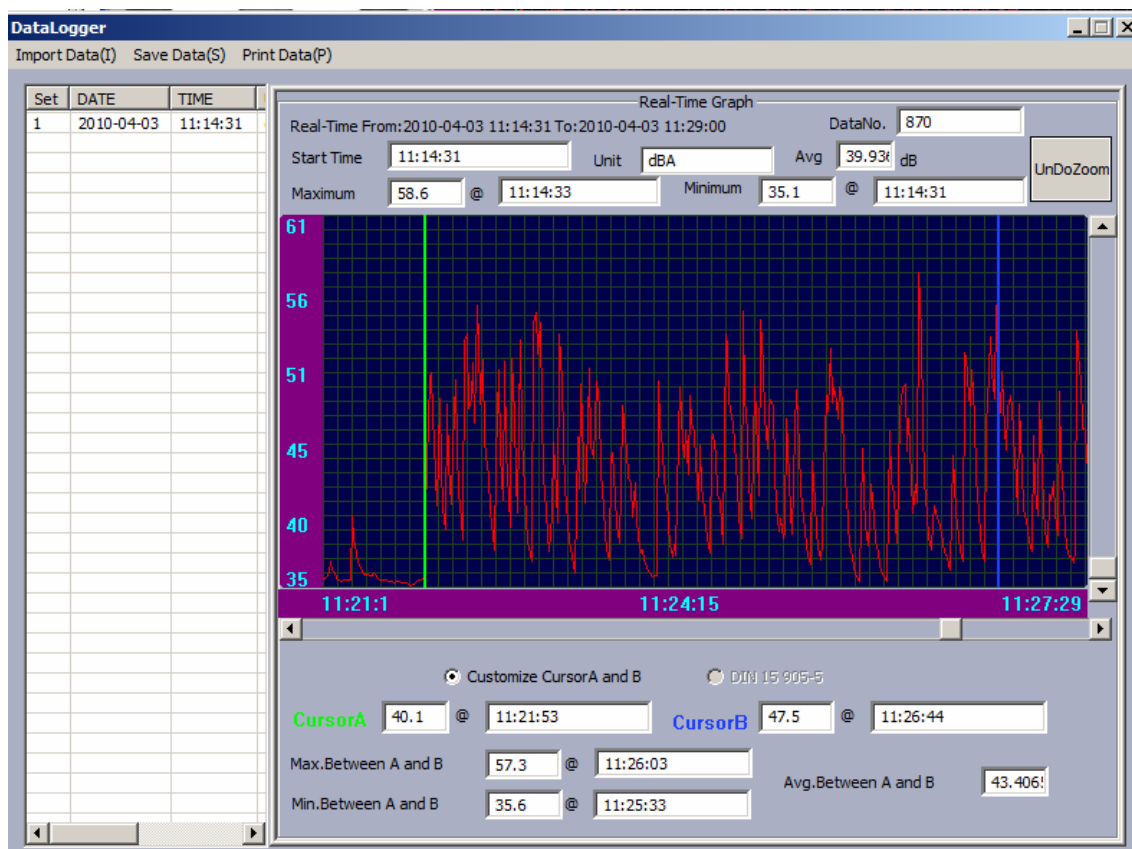 DataLogger
Import Data(I) Save Data(S) Print Data(P)
Set DATE TIME
1 2010-04-03 11:14:31
Real-Time Graph
Real-Time From:2010-04-03 11:14:31 To:2010-04-03 11:29:00 DataNo. 870
Start Time 11:14:31 Unit dBA Avg 39.936 dB
UnDoZoom
Maximum 58.6 @ 11:14:33 Minimum 35.1 @ 11:14:31
61
56
51
45
40
35
11:21:1 11:24:15 11:27:29
Customize CursorA and B DIN 15 905-5
CursorA 40.1 @ 11:21:53 CursorB 47.5 @ 11:26:44
Max.Between A and B 57.3 @ 11:26:03
Avg.Between A and B 43.406
Min.Between A and B 35.6 @ 11:25:33